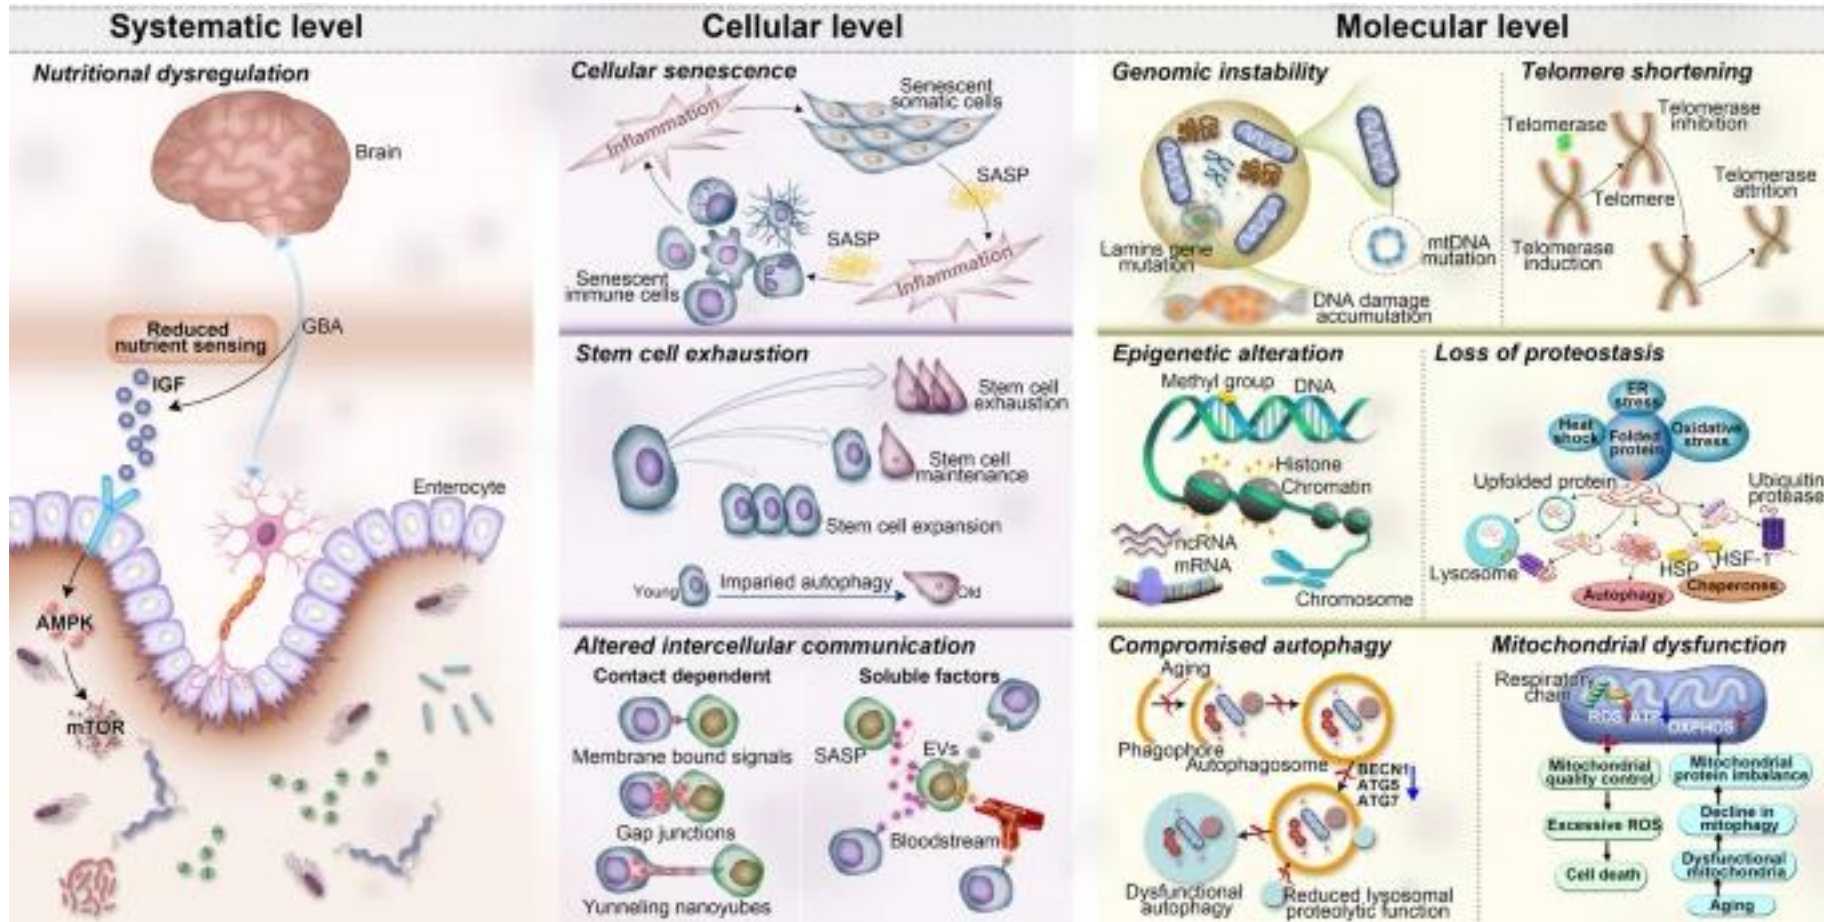 Systematic level
Cellular level
Molecular level
Nutritional dysregulation
Brain
GBA
Reduced
nutrient sensing
IGF
Enterocyte
AMPK
mTOR
Cellular senescence
Inflammation
Senescent
somatic cells
SASP
SASP
Senescent
immune cells
Inflammation
Stem cell exhaustion
Stem cell
exhaustion
Stem cell
maintenance
Stem cell expansion
Young
Imparied autophagy
Old
Altered intercellular communication
Contact dependent
Soluble factors
Membrane bound signals
Gap junctions
Yunneling nanoyubes
SASP
EVs
Bloodstream
Genomic instability
Lamins gene
mutation
mtDNA
mutation
DNA damage
accumulation
Telomere shortening
Telomerase
Telomerase
inhibition
Telomere
Telomerase
attrition
Telomerase
induction
Epigenetic alteration
Methyl group
DNA
Histone
Chromatin
ncRNA
mRNA
Chromosome
Loss of proteostasis
ER
stress
Heat
shock
Folded
protein
Oxidative
stress
Upfolded protein
Ubiquitin
protease
Lysosome
HSP
HSF-1
Autophagy
Chaperones
Compromised autophagy
Aging
Phagophore
Autophagosome
BECN1
ATG5
ATG7
Dysfunctional
autophagy
Reduced lysosomal
proteolytic function
Mitochondrial dysfunction
Respiratory
chain
ROS
ATP
OXPHOS
Mitochondrial
quality control
Excessive ROS
Cell death
Mitochondrial
protein imbalance
Decline in
mitophagy
Dysfunctional
mitochondria
Aging